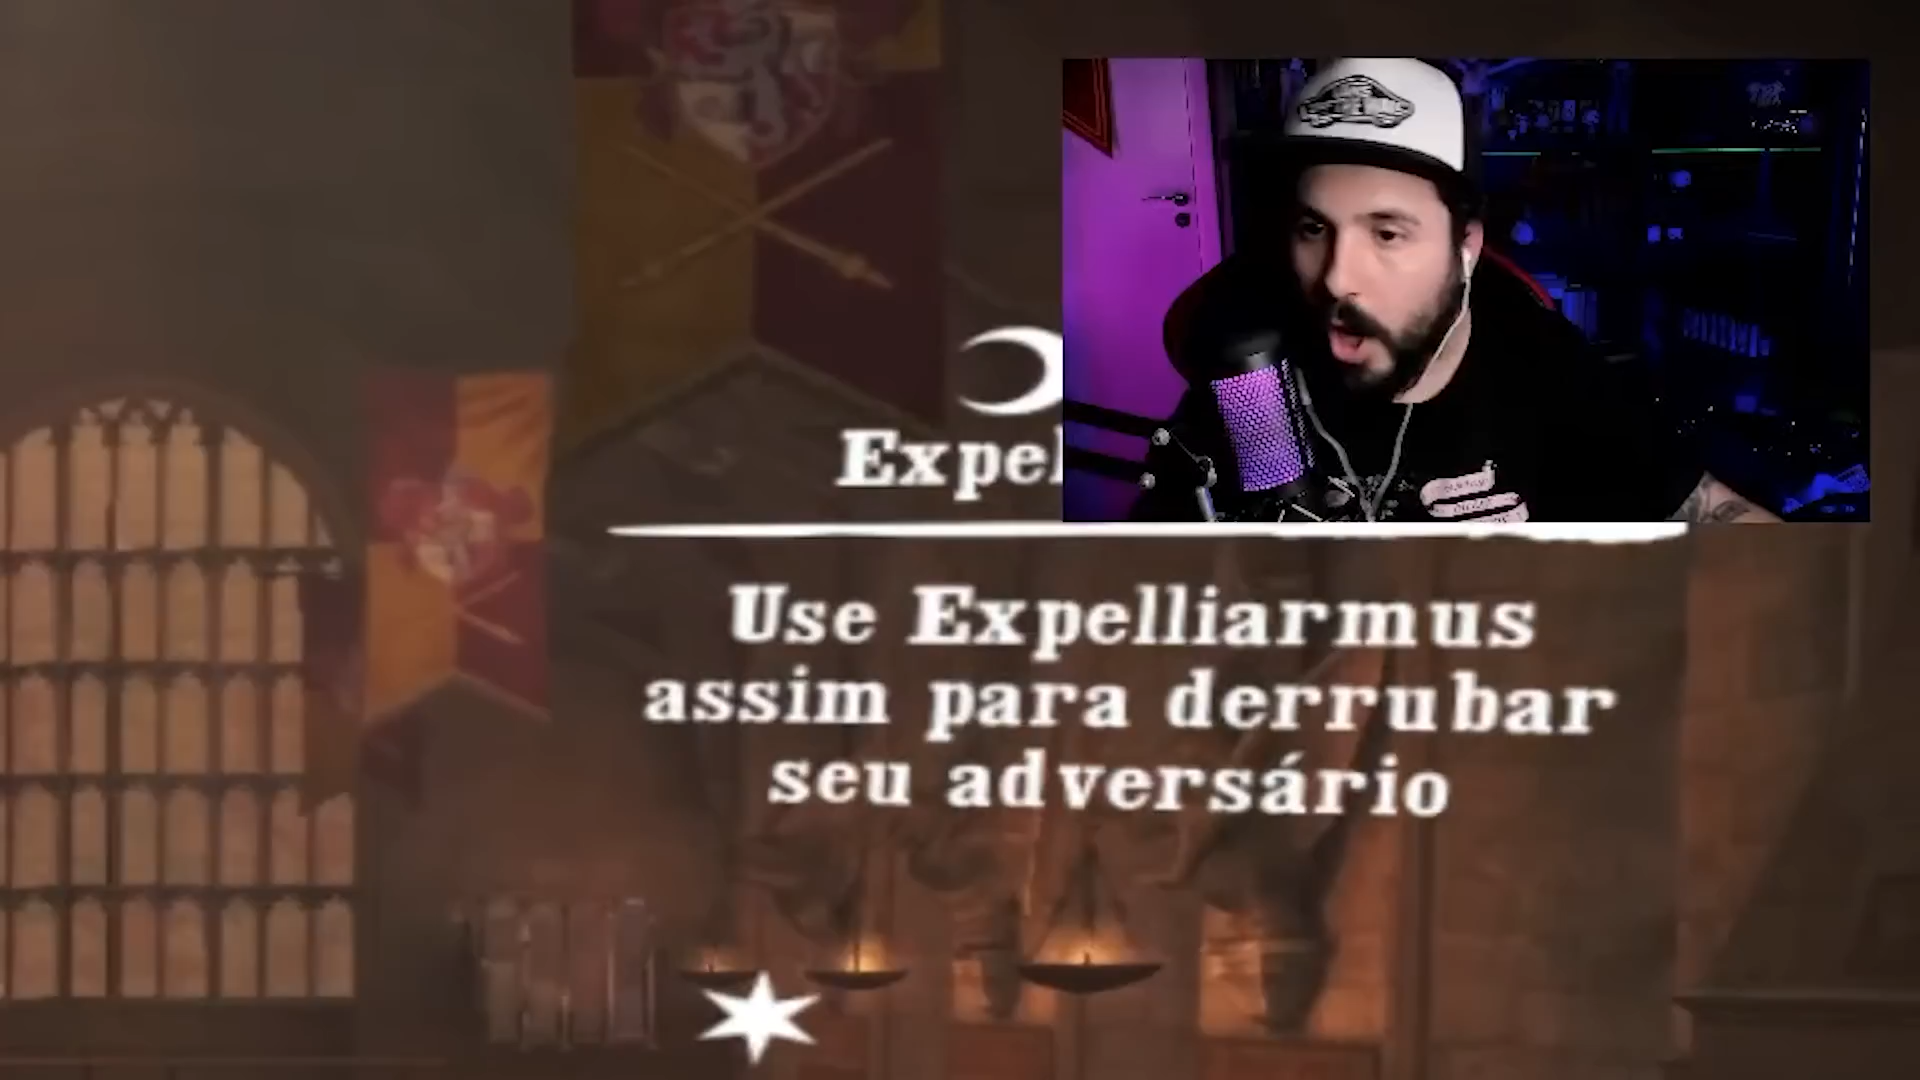 Expel
Use Expelliarmus
assim para derrubar
seu adversário